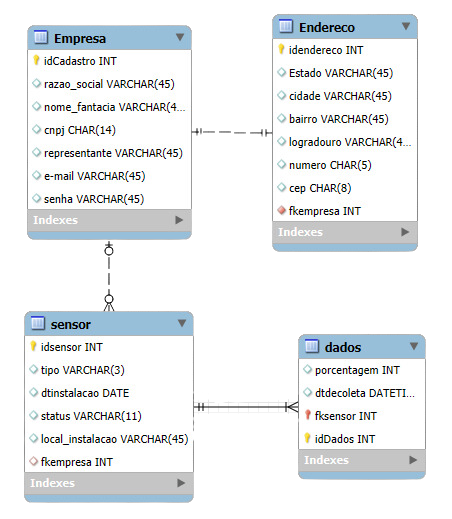 Empresa
idCadastro INT
razao_social VARCHAR(45)
nome_fantacia VARCHAR(4...
cnpj CHAR(14)
representante VARCHAR(45)
e-mail VARCHAR(45)
senha VARCHAR(45)
Indexes
Endereco
idendereco INT
Estado VARCHAR(45)
cidade VARCHAR(45)
bairro VARCHAR(45)
logradouro VARCHAR(4...
numero CHAR(5)
cep CHAR(8)
fkempresa INT
Indexes
sensor
idsensor INT
tipo VARCHAR(3)
dtinstalacao DATE
status VARCHAR(11)
local_instalacao VARCHAR(45)
fkempresa INT
Indexes
dados
porcentagem INT
dtdecoleta DATETI...
fksensor INT
idDados INT
Indexes